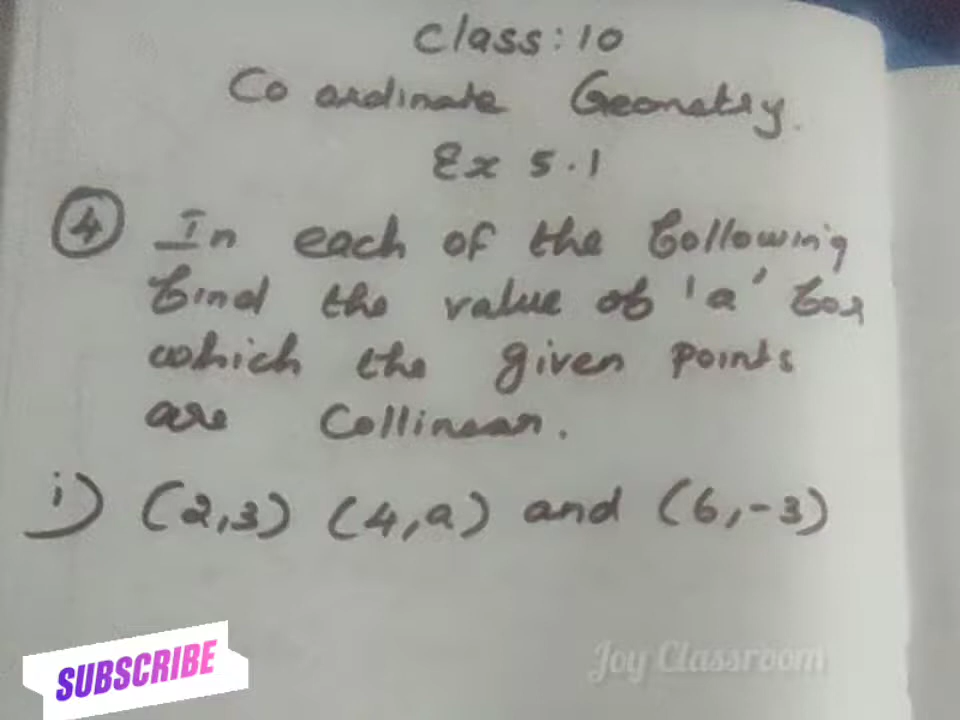 Class: 10
Co ordinate Geometry.
Ex 5.1
④ In each of the following
find the value of 'a' for
which the given points
are Collinear.
i) (2,3) (4,a) and (6,-3)
SUBSCRIBE
Joy Classroom